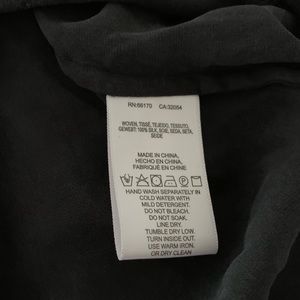 RN:66170 CA:32054
WOVEN, TISSÉ, TEJIDO, TESSUTO,
GEWEBT: 100% SILK, SOIE, SEDA, SETA,
SEIDE
MADE IN CHINA,
HECHO EN CHINA,
FABRIQUÉ EN CHINE
HAND WASH SEPARATELY IN
COLD WATER WITH
MILD DETERGENT.
DO NOT BLEACH.
DO NOT SOAK.
LINE DRY.
TUMBLE DRY LOW.
TURN INSIDE OUT.
USE WARM IRON.
OR DRY CLEAN